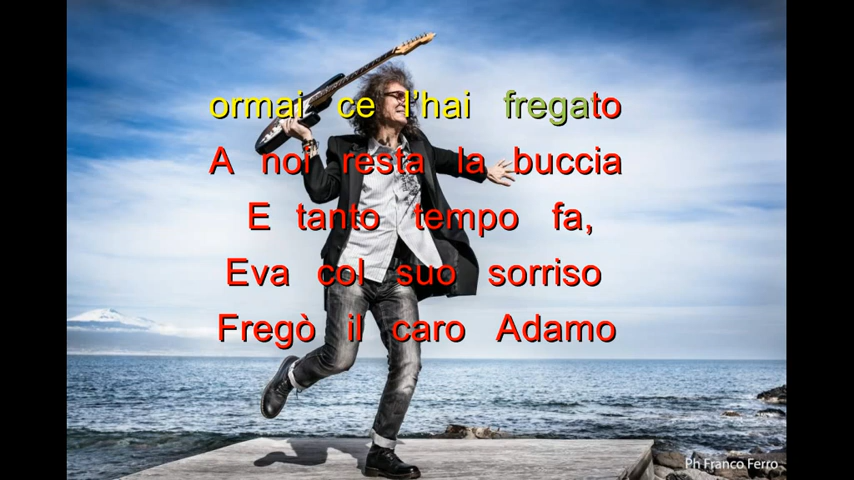 ormai ce l'hai fregato
A noi resta la buccia
E tanto tempo fa,
Eva col suo sorriso
Fregò il caro Adamo
Ph Franco Ferro